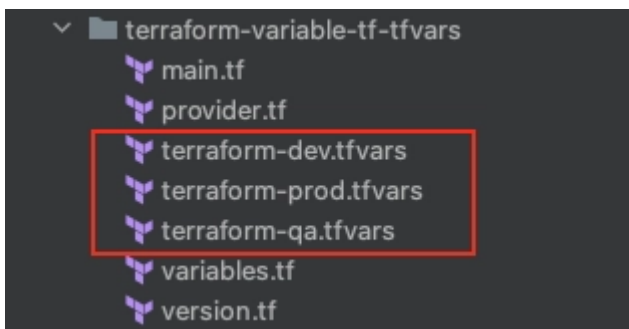 terraform-variable-tf-tfvars
main.tf
provider.tf
terraform-dev.tfvars
terraform-prod.tfvars
terraform-qa.tfvars
variables.tf
version.tf